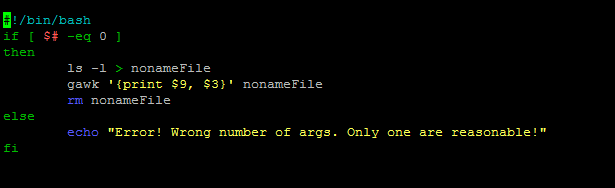 #!/bin/bash
if [ $# -eq 0 ]
then
        ls -l > nonameFile
        gawk '{print $9, $3}' nonameFile
        rm nonameFile
else
        echo "Error! Wrong number of args. Only one are reasonable!"
fi